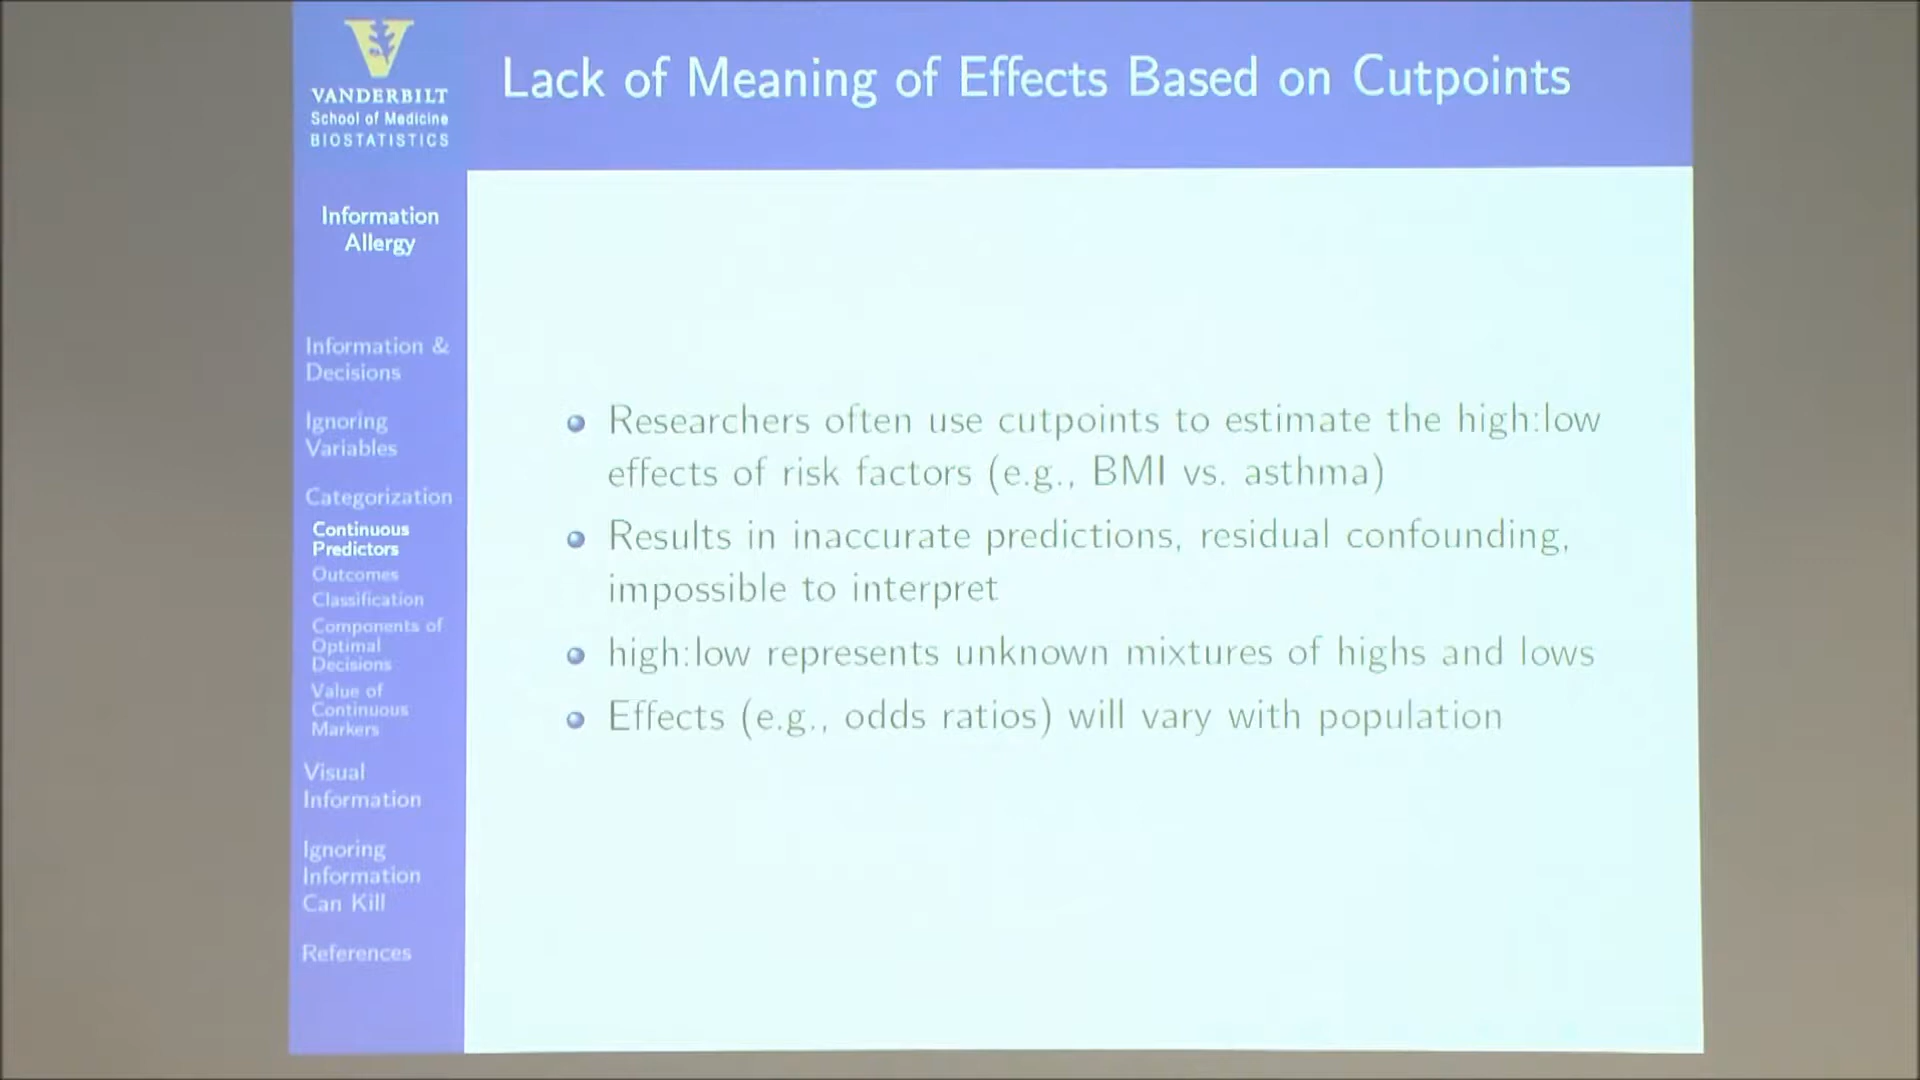 VANDERBILT
School of Medicine
BIOSTATISTICS
Lack of Meaning of Effects Based on Cutpoints
Information
Allergy
Information &
Decisions
Ignoring
Variables
Categorization
Continuous
Predictors
Outcomes
Classification
Components of
Optimal
Decisions
Value of
Continuous
Markers
Visual
Information
Ignoring
Information
Can Kill
References
Researchers often use cutpoints to estimate the high:low
effects of risk factors (e.g., BMI vs. asthma)
Results in inaccurate predictions, residual confounding,
impossible to interpret
high:low represents unknown mixtures of highs and lows
Effects (e.g., odds ratios) will vary with population